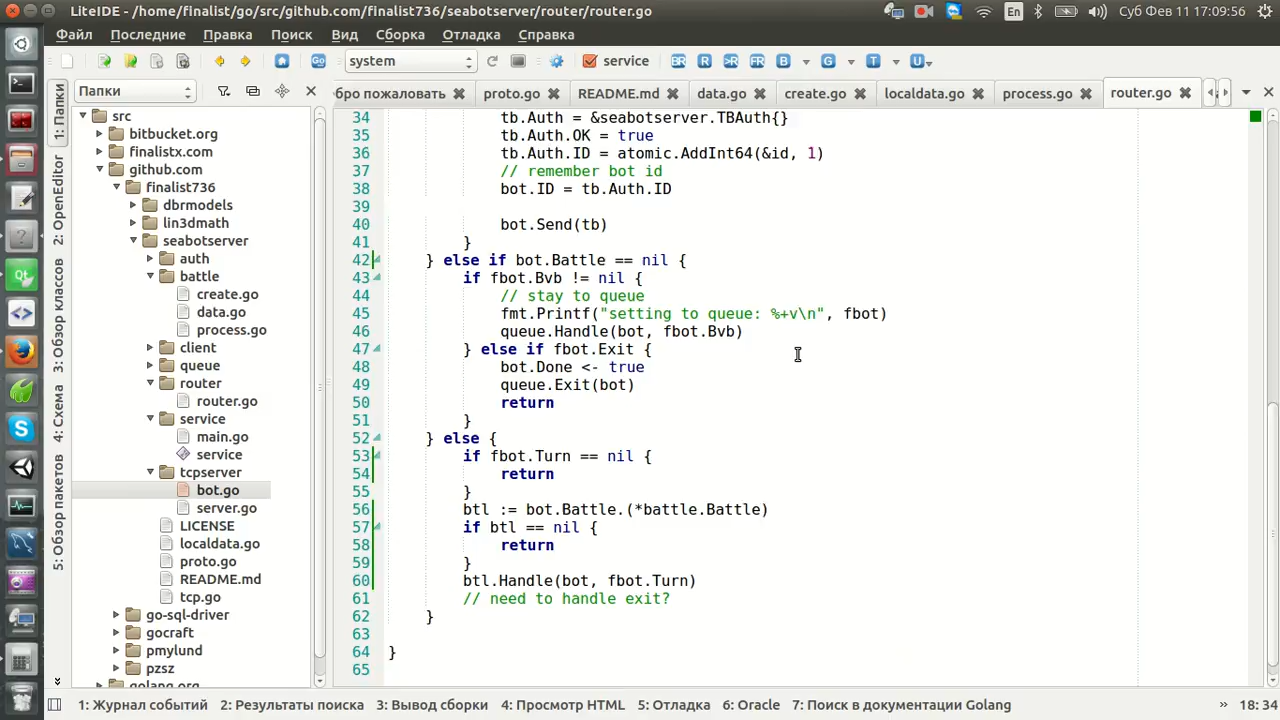 LiteIDE - /home/finalist/go/src/github.com/finalist736/seabotserver/router/router.go
En
Суб Фев 11 17:09:56
Файл Последние Правка Поиск Вид Сборка Отладка Справка
Go system service BR R >R FR B G T U
1: Папки
2: OpenEditor
3: Обзор классов
4: Схема
5: Обзор пакетов
Папки
src
bitbucket.org
finalistx.com
github.com
finalist736
dbrmodels
lin3dmath
seabotserver
auth
battle
create.go
data.go
process.go
client
queue
router
router.go
service
main.go
service
tcpserver
bot.go
server.go
LICENSE
localdata.go
proto.go
README.md
tcp.go
go-sql-driver
gocraft
pmylund
pzsz
golang.org
бро пожаловать proto.go README.md data.go create.go localdata.go process.go router.go
34 tb.Auth = &seabotserver.TBAuth{}
35 tb.Auth.OK = true
36 tb.Auth.ID = atomic.AddInt64(&id, 1)
37 // remember bot id
38 bot.ID = tb.Auth.ID
39
40 bot.Send(tb)
41 }
42 } else if bot.Battle == nil {
43 if fbot.Bvb != nil {
44 // stay to queue
45 fmt.Printf("setting to queue: %+v\n", fbot)
46 queue.Handle(bot, fbot.Bvb)
47 } else if fbot.Exit {
48 bot.Done <- true
49 queue.Exit(bot)
50 return
51 }
52 } else {
53 if fbot.Turn == nil {
54 return
55 }
56 btl := bot.Battle.(*battle.Battle)
57 if btl == nil {
58 return
59 }
60 btl.Handle(bot, fbot.Turn)
61 // need to handle exit?
62 }
63
64 }
65
1: Журнал событий 2: Результаты поиска 3: Вывод сборки 4: Просмотр HTML 5: Отладка 6: Oracle 7: Поиск в документации Golang » 18: 34